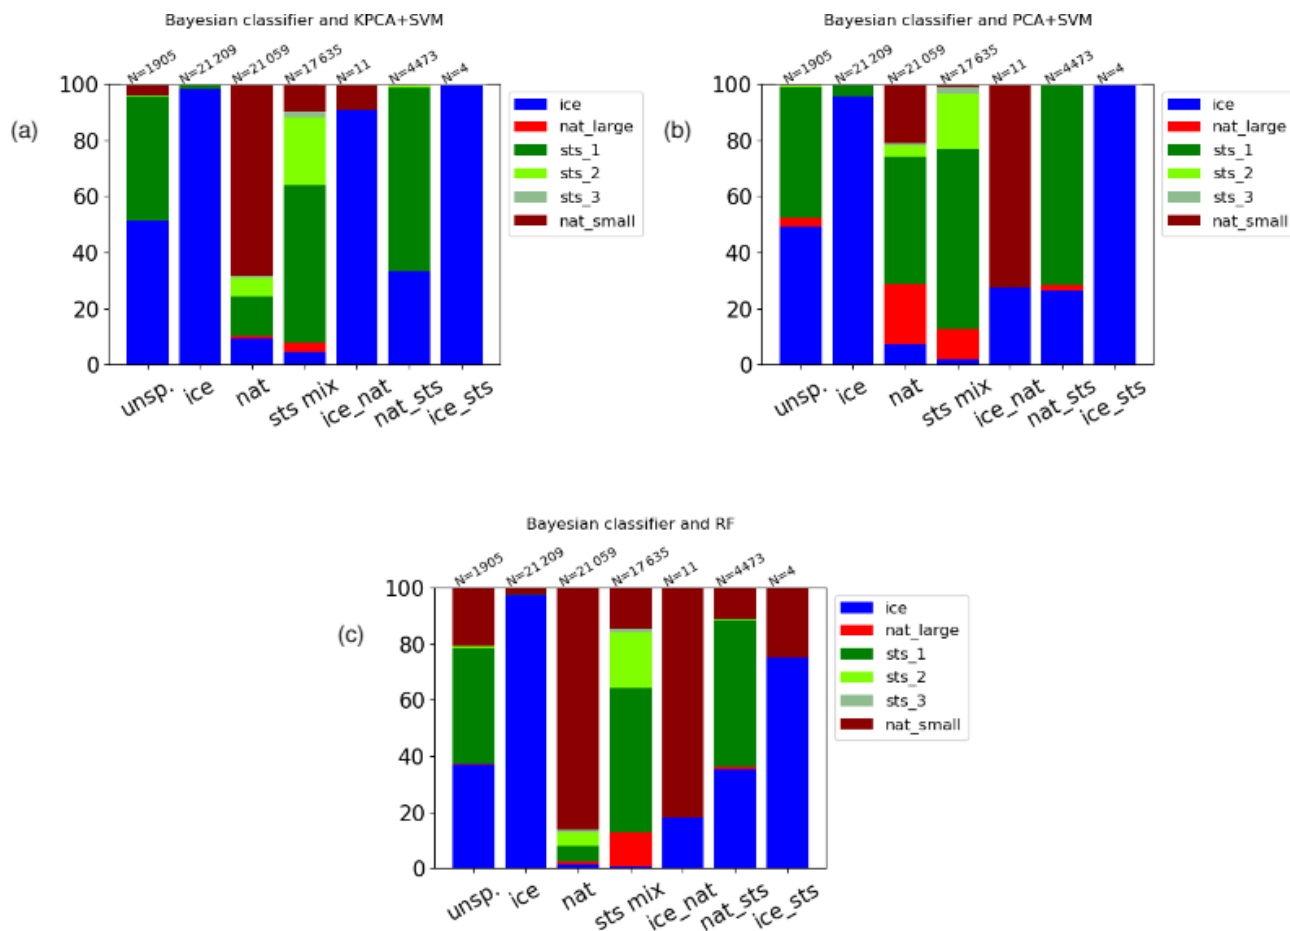 Bayesian classifier and KPCA+SVM
N=1905 N=21209 N=21059 N=17635 N=11 N=4473 N=4
(a)
100
80
60
40
20
0
unsp. ice nat sts mix ice_nat nat_sts ice_sts
ice
nat_large
sts_1
sts_2
sts_3
nat_small
Bayesian classifier and PCA+SVM
N=1905 N=21209 N=21059 N=17635 N=11 N=4473 N=4
(b)
100
80
60
40
20
0
unsp. ice nat sts mix ice_nat nat_sts ice_sts
ice
nat_large
sts_1
sts_2
sts_3
nat_small
Bayesian classifier and RF
N=1905 N=21209 N=21059 N=17635 N=11 N=4473 N=4
(c)
100
80
60
40
20
0
unsp. ice nat sts mix ice_nat nat_sts ice_sts
ice
nat_large
sts_1
sts_2
sts_3
nat_small